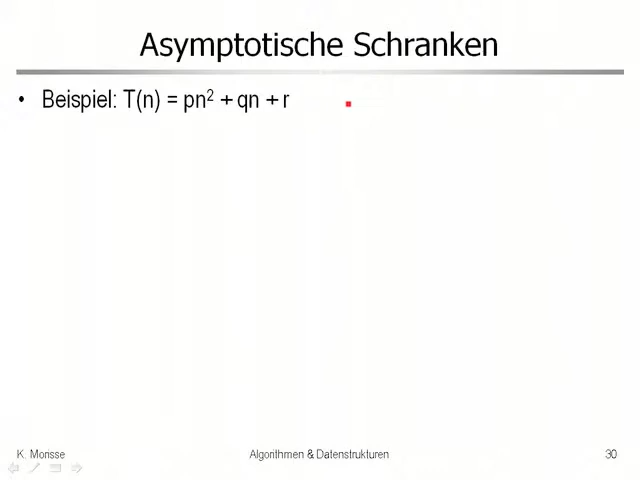 Asymptotische Schranken
• Beispiel: T(n) = pn² + qn + r
K. Morisse Algorithmen & Datenstrukturen 30